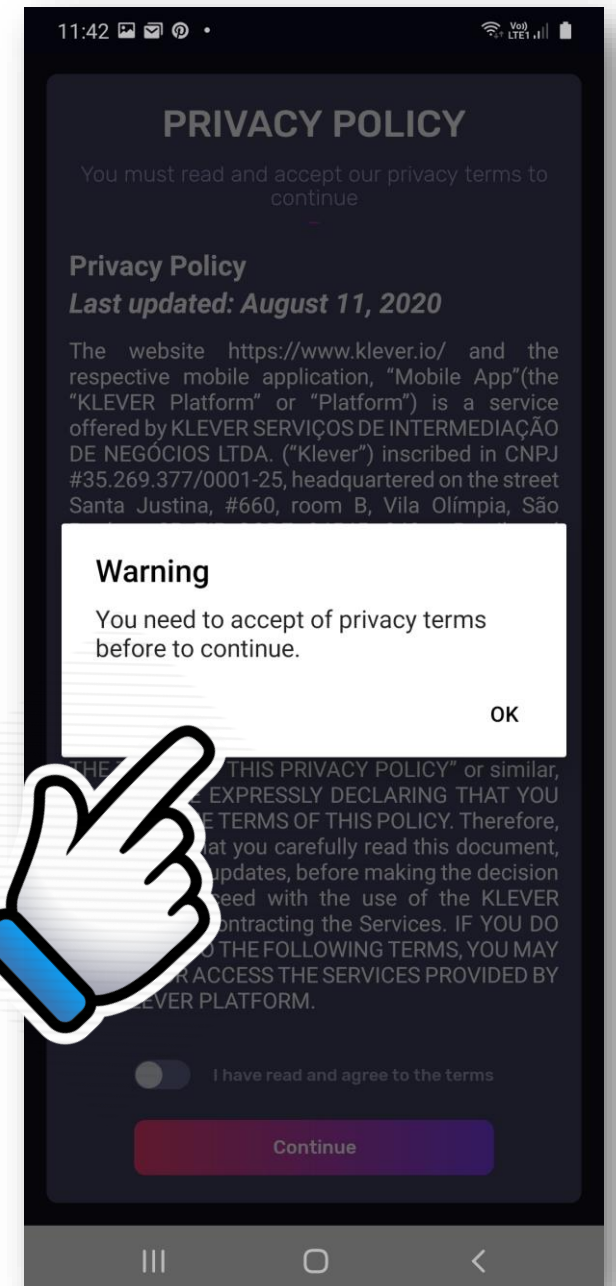 11:42
Vo)) LTE1
PRIVACY POLICY
You must read and accept our privacy terms to
continue
Privacy Policy
Last updated: August 11, 2020
The website https://www.klever.io/ and the
respective mobile application, “Mobile App”(the
“KLEVER Platform” or “Platform”) is a service
offered by KLEVER SERVIÇOS DE INTERMEDIAÇÃO
DE NEGÓCIOS LTDA. (“Klever”) inscribed in CNPJ
#35.269.377/0001-25, headquartered on the street
Santa Justina, #660, room B, Vila Olímpia, São
Warning
You need to accept of privacy terms
before to continue.
OK
THE THIS PRIVACY POLICY” or similar,
EXPRESSLY DECLARING THAT YOU
TERMS OF THIS POLICY. Therefore,
at you carefully read this document,
updates, before making the decision
with the use of the KLEVER
contracting the Services. IF YOU DO
THE FOLLOWING TERMS, YOU MAY
ACCESS THE SERVICES PROVIDED BY
PLATFORM.
I have read and agree to the terms
Continue